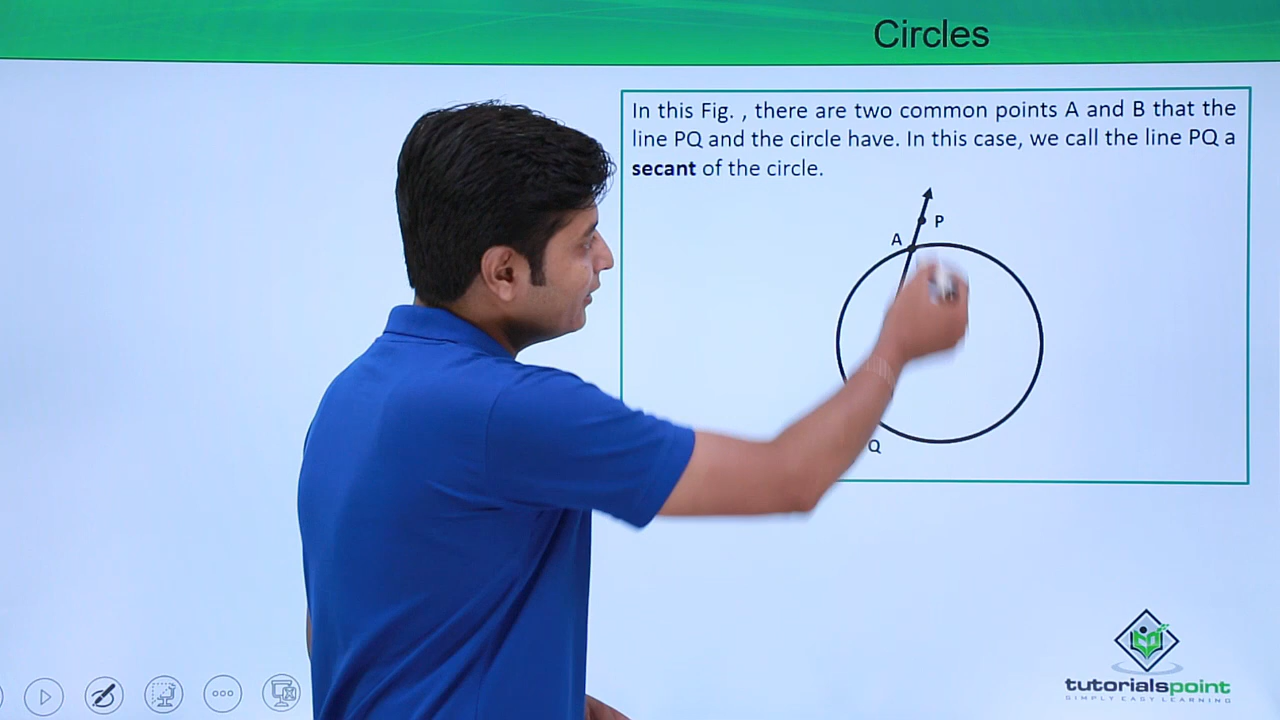 Circles
In this Fig. , there are two common points A and B that the
line PQ and the circle have. In this case, we call the line PQ a
secant of the circle.
P
A
Q
tutorialspoint
SIMPLY EASY LEARNING